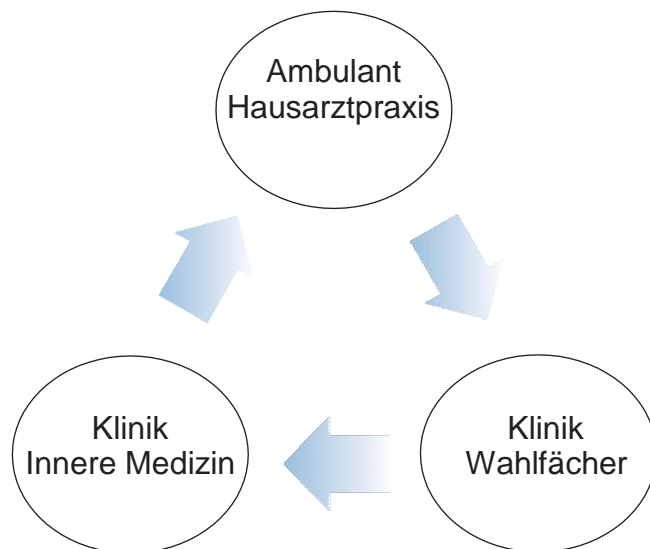 Ambulant
Hausarztpraxis
Klinik
Innere Medizin
Klinik
Wahlfächer